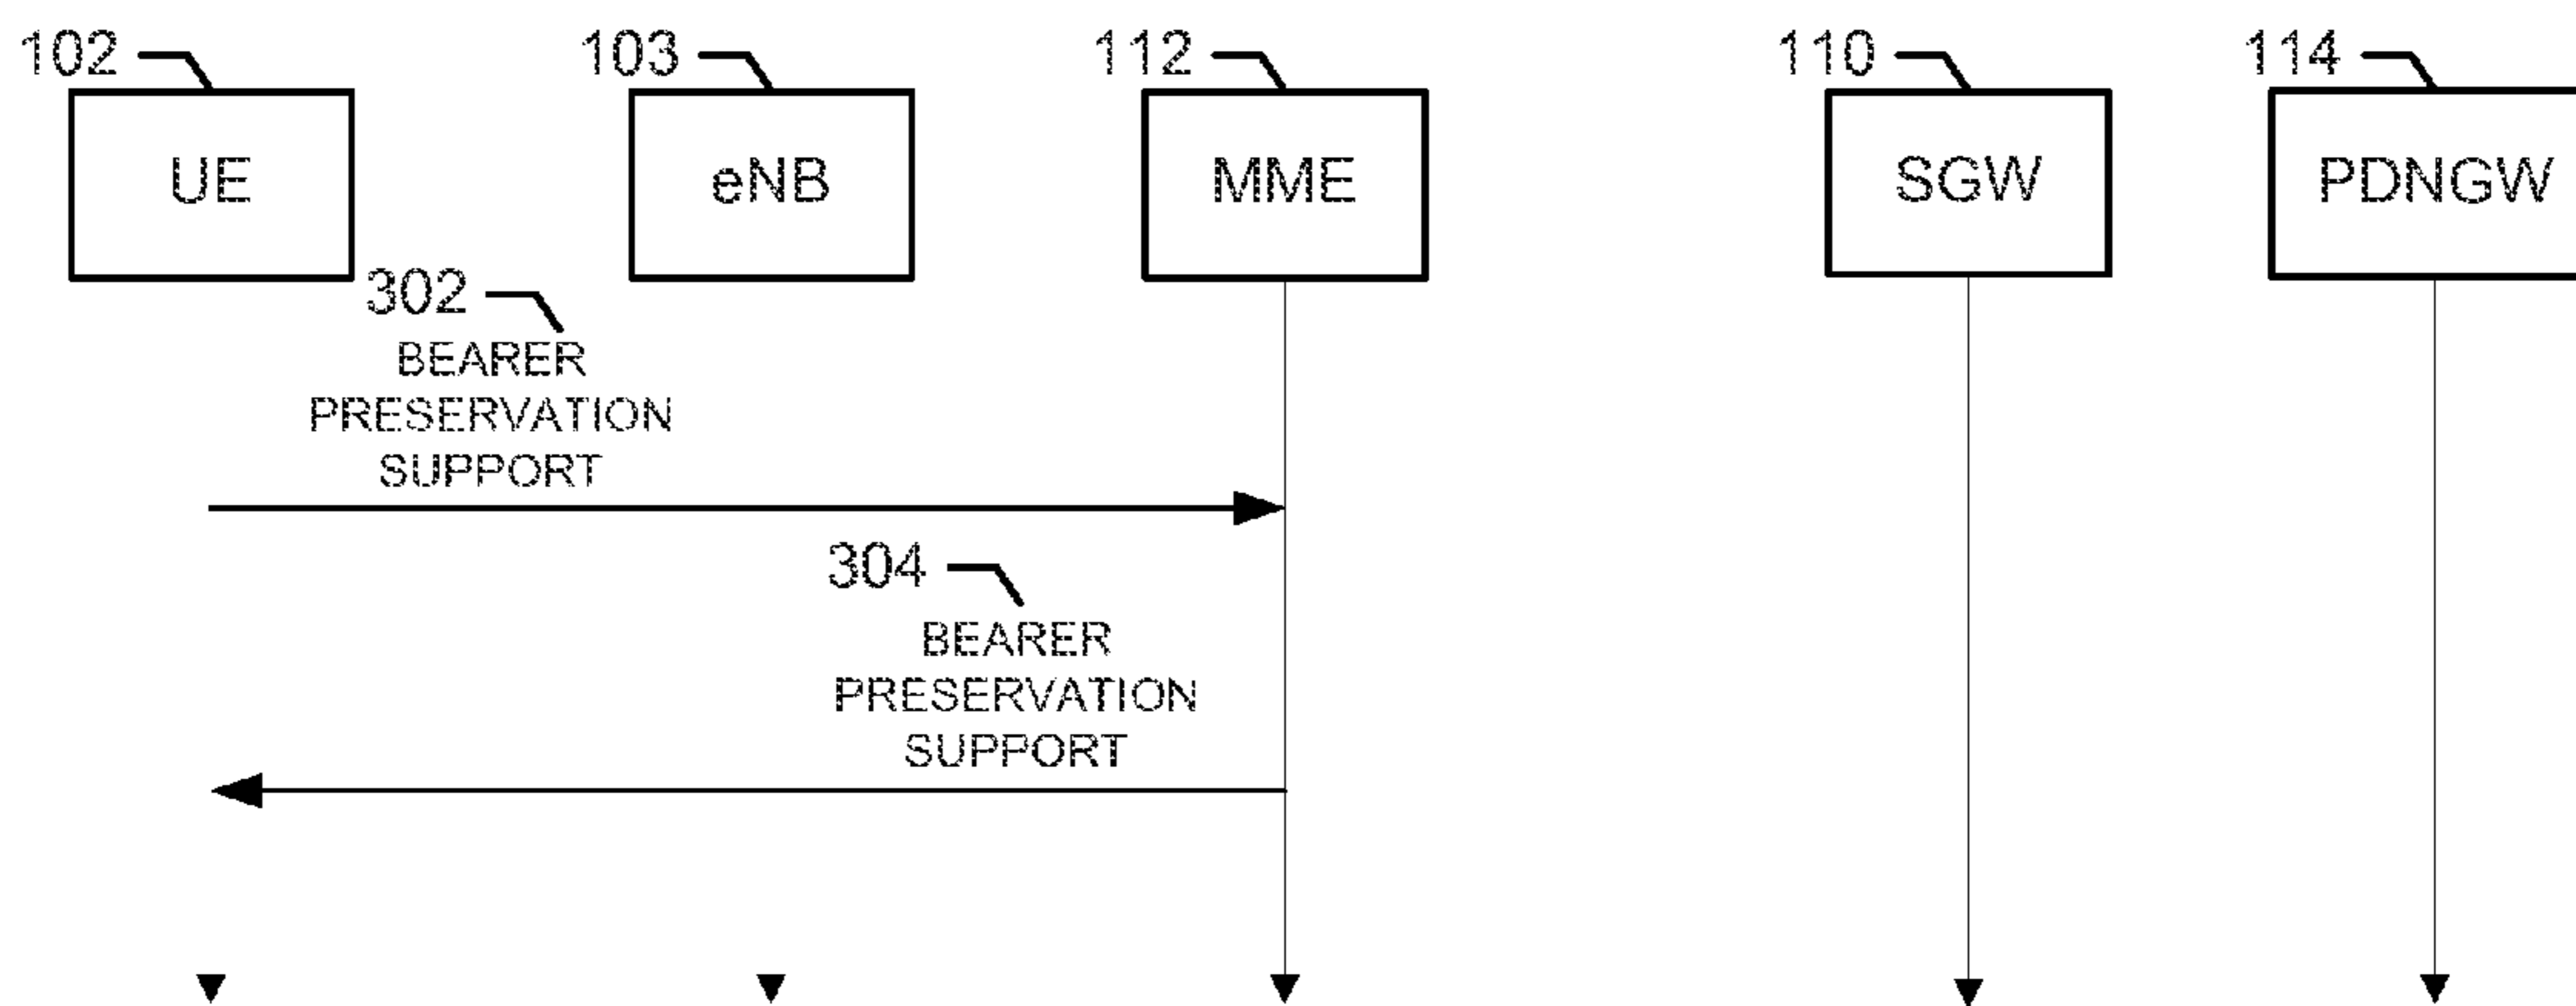 102
103
112
110
114
UE
eNB
MME
SGW
PDNGW
302
BEARER
PRESERVATION
SUPPORT
304
BEARER
PRESERVATION
SUPPORT